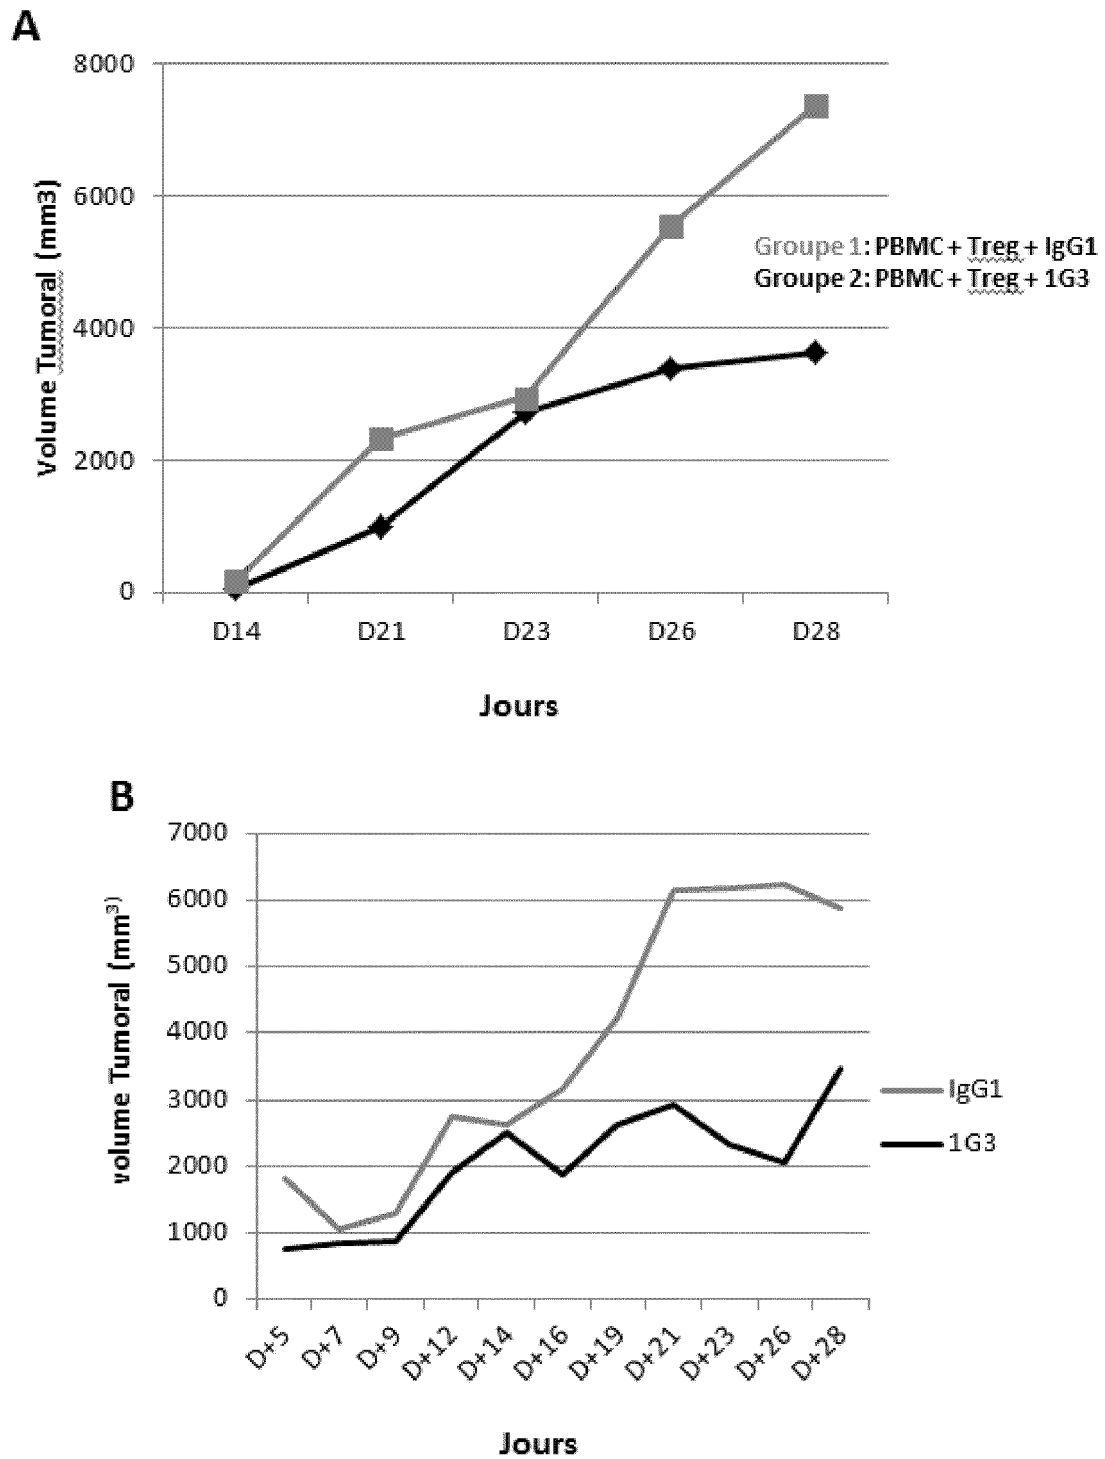 A
8000
6000
4000
2000
0
Volume Tumoral (mm3)
Groupe 1: PBMC + Treg + IgG1
Groupe 2: PBMC + Treg + 1G3
D14 D21 D23 D26 D28
Jours
B
7000
6000
5000
4000
3000
2000
1000
0
volume Tumoral (mm³⁾
IgG1
1G3
D+5 D+7 D+9 D+12 D+14 D+16 D+19 D+21 D+23 D+26 D+28
Jours